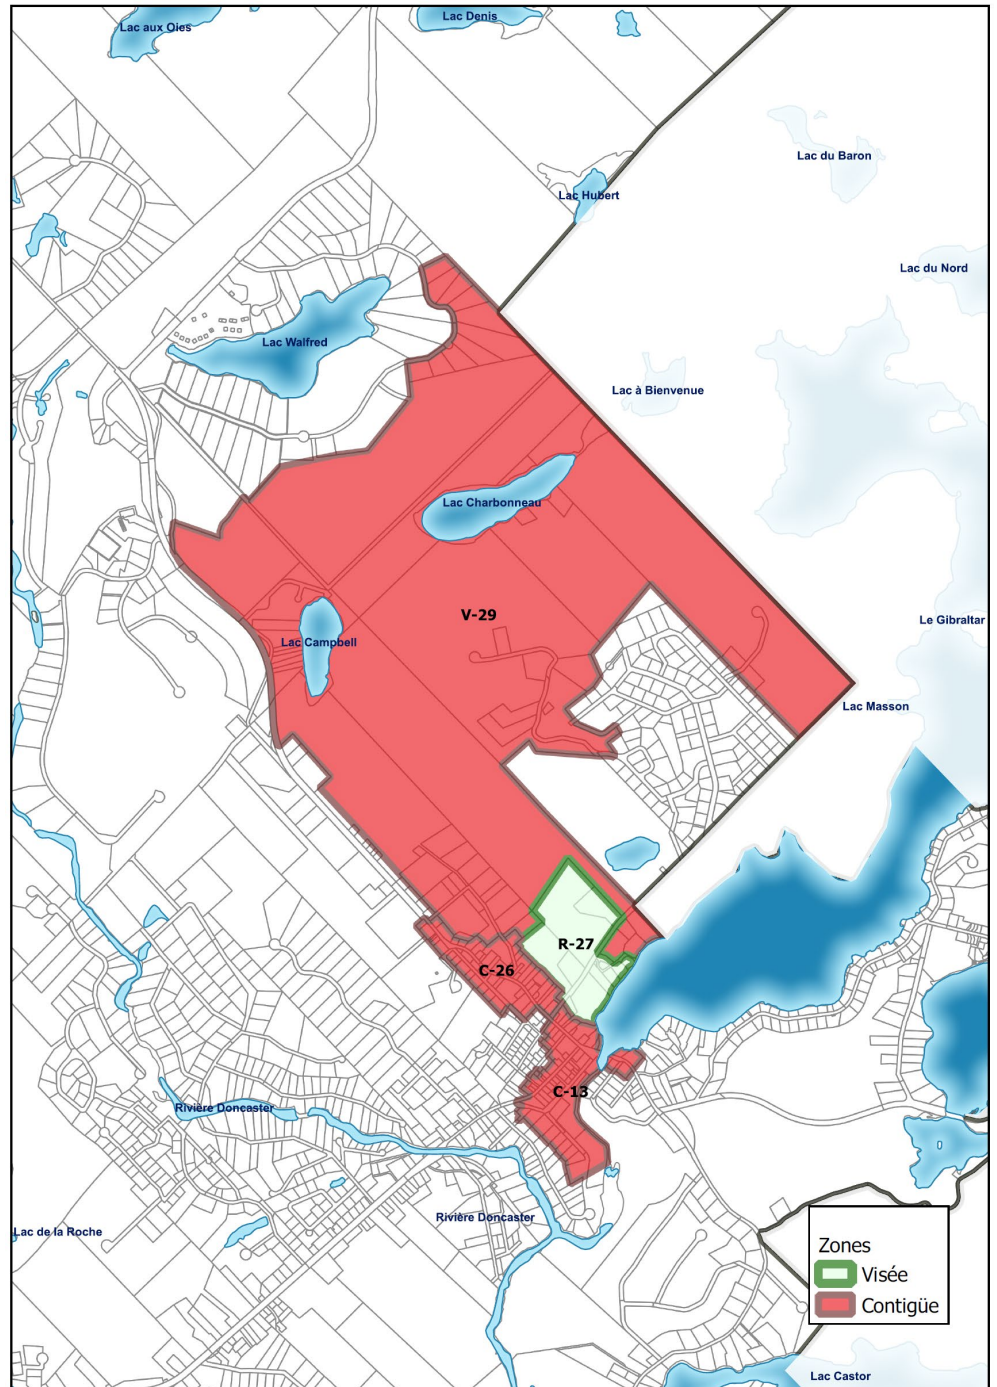 Lac aux Oies
Lac Denis
Lac du Baron
Lac Hubert
Lac du Nord
Lac Walfred
Lac à Bienvenue
Lac Charbonneau
V-29
Le Gibraltar
Lac Campbell
Lac Masson
R-27
C-26
C-13
Rivière Doncaster
Rivière Doncaster
Lac de la Roche
Zones
Visée
Contigüe
Lac Castor